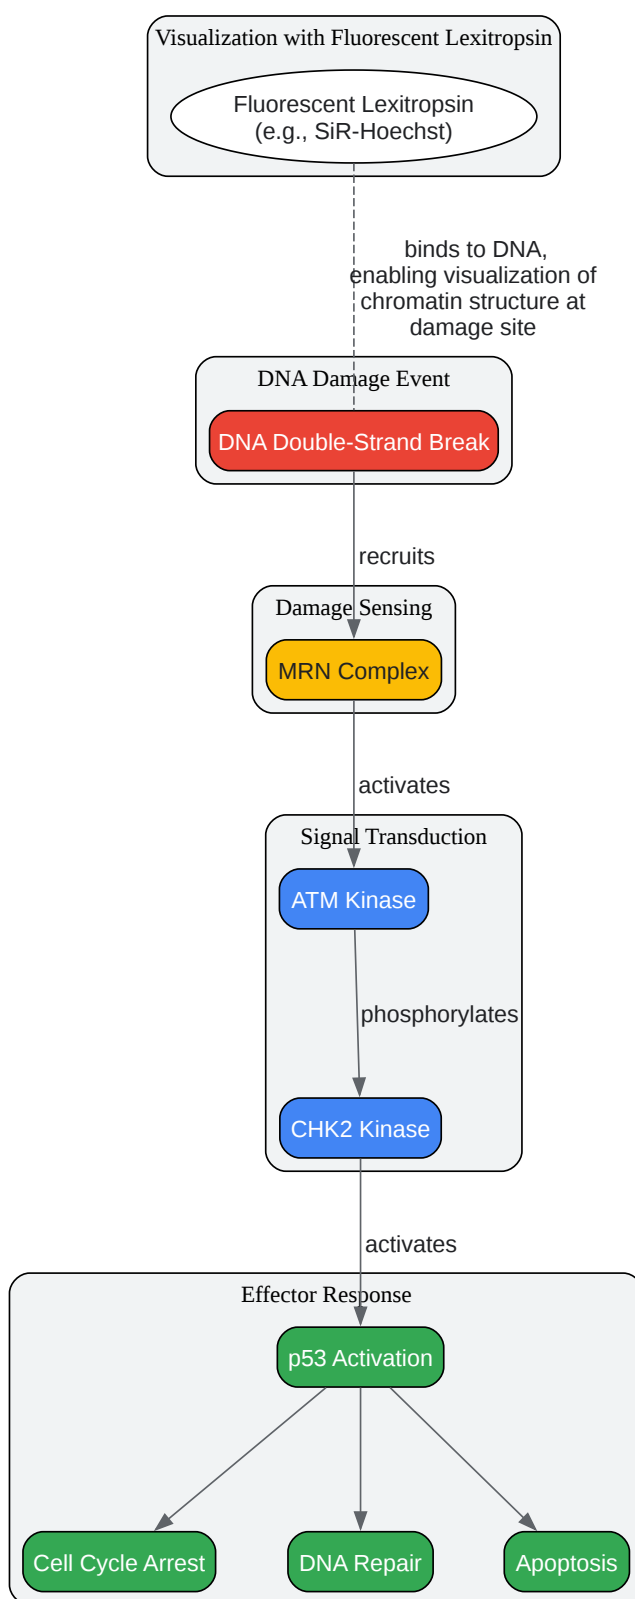 Visualization with Fluorescent Lexitropsin
Fluorescent Lexitropsin
(e.g., SiR-Hoechst)
binds to DNA,
enabling visualization of
chromatin structure at
damage site
DNA Damage Event
DNA Double-Strand Break
recruits
Damage Sensing
MRN Complex
activates
Signal Transduction
ATM Kinase
phosphorylates
CHK2 Kinase
activates
Effector Response
p53 Activation
Cell Cycle Arrest
DNA Repair
Apoptosis